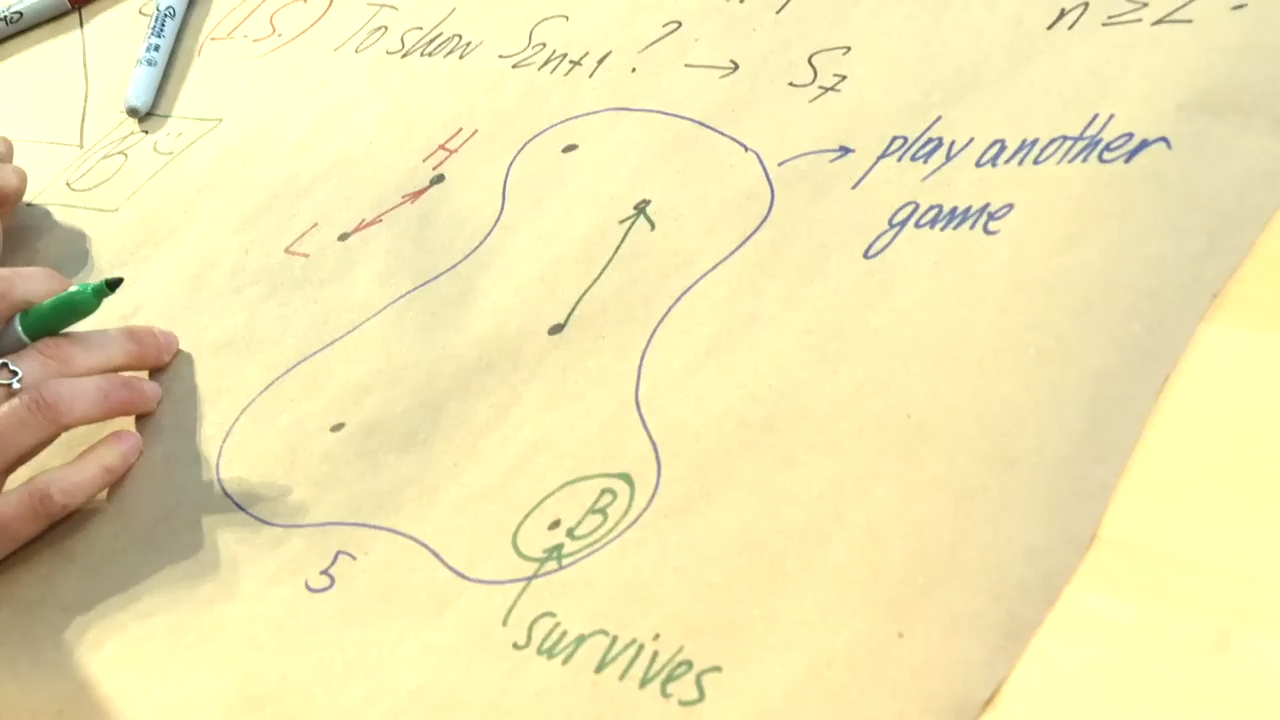 n ≥ 2
(I.S.) To show S2n+1? → S7
B
H
L
play another
game
B
5
survives